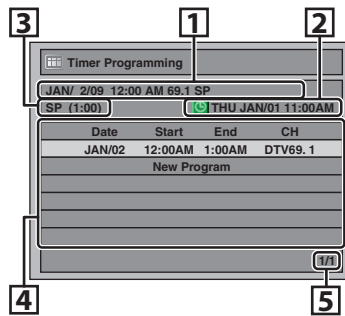 3 1 2
Timer Programming
JAN/ 2/09 12:00 AM 69.1 SP
SP (1:00) THU JAN/01 11:00AM
Date Start End CH
JAN/02 12:00AM 1:00AM DTV69. 1
New Program
1/1
4 5